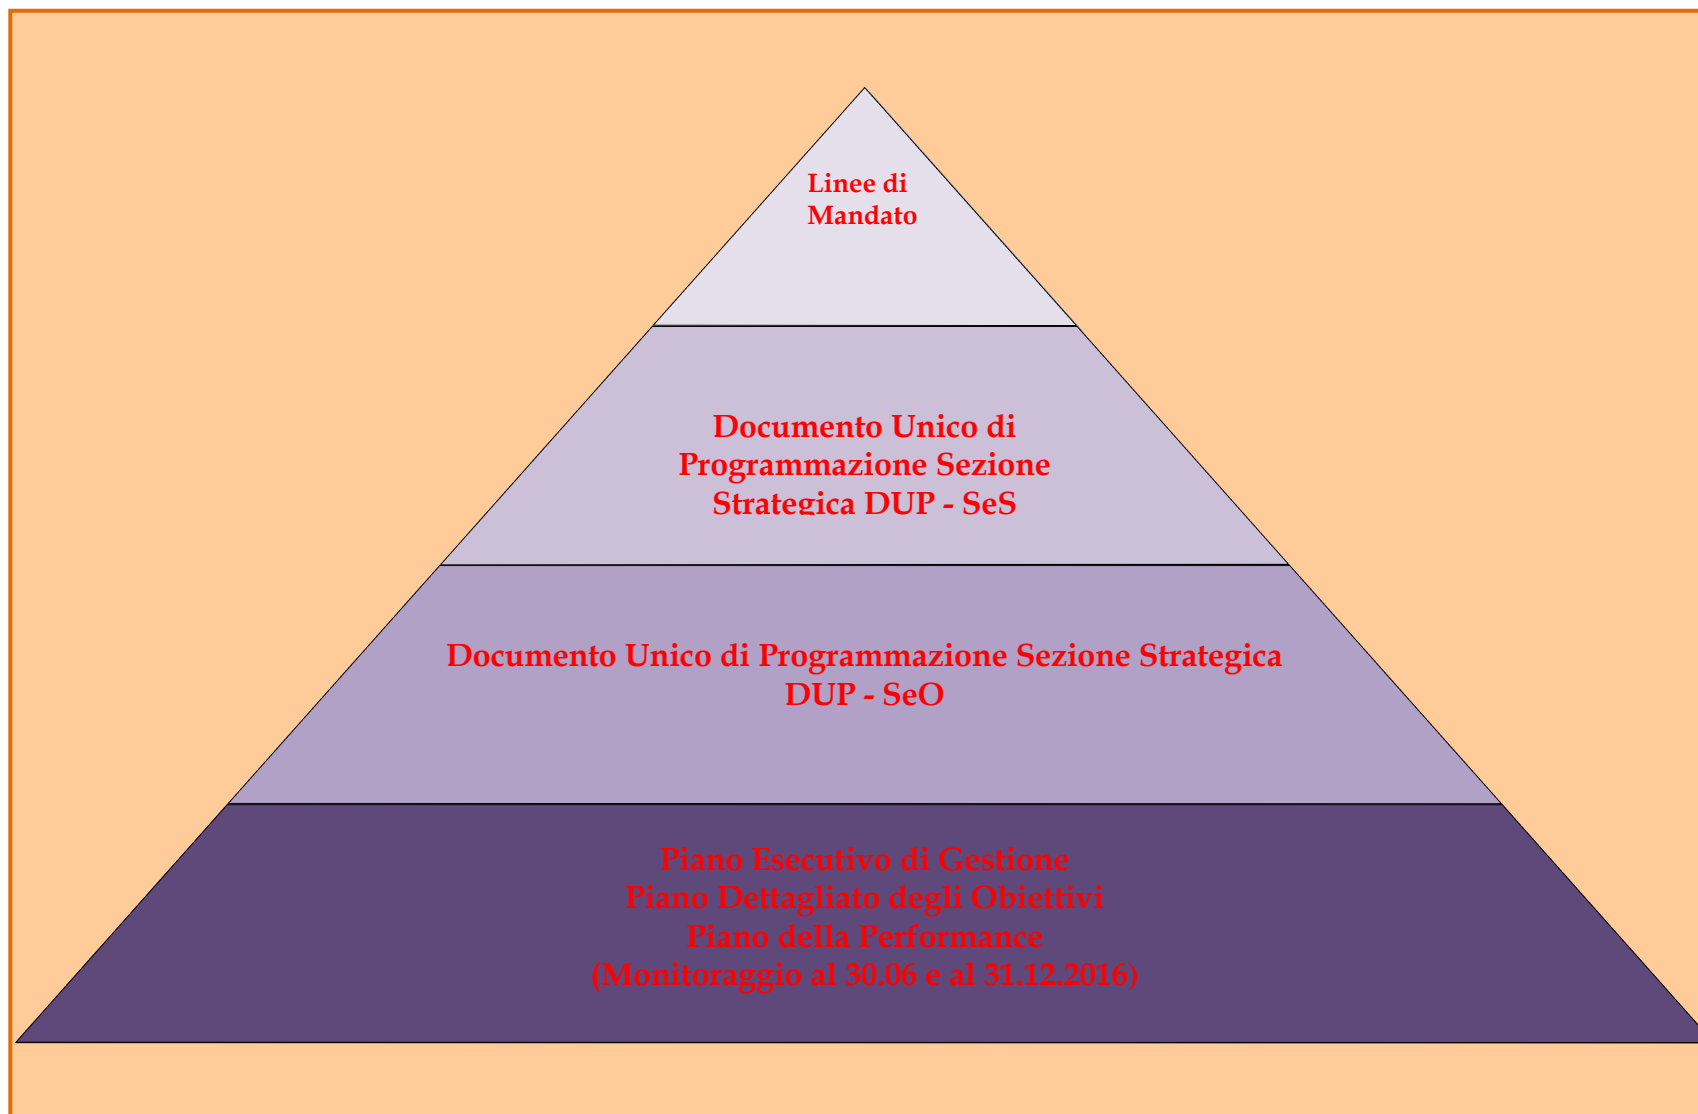 Linee di
Mandato
Documento Unico di
Programmazione Sezione
Strategica DUP - SeS
Documento Unico di Programmazione Sezione Strategica
DUP - SeO
Piano Esecutivo di Gestione
Piano Dettagliato degli Obiettivi
Piano della Performance
(Monitoraggio al 30.06 e al 31.12.2016)